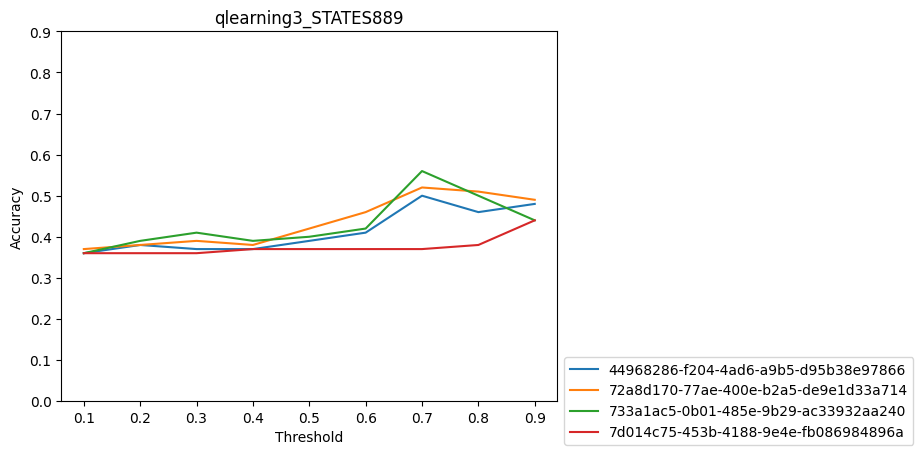 qlearning3_STATES889
Accuracy
0.9
0.8
0.7
0.6
0.5
0.4
0.3
0.2
0.1
0.0
0.1 0.2 0.3 0.4 0.5 0.6 0.7 0.8 0.9
Threshold
44968286-f204-4ad6-a9b5-d95b38e97866
72a8d170-77ae-400e-b2a5-de9e1d33a714
733a1ac5-0b01-485e-9b29-ac33932aa240
7d014c75-453b-4188-9e4e-fb086984896a